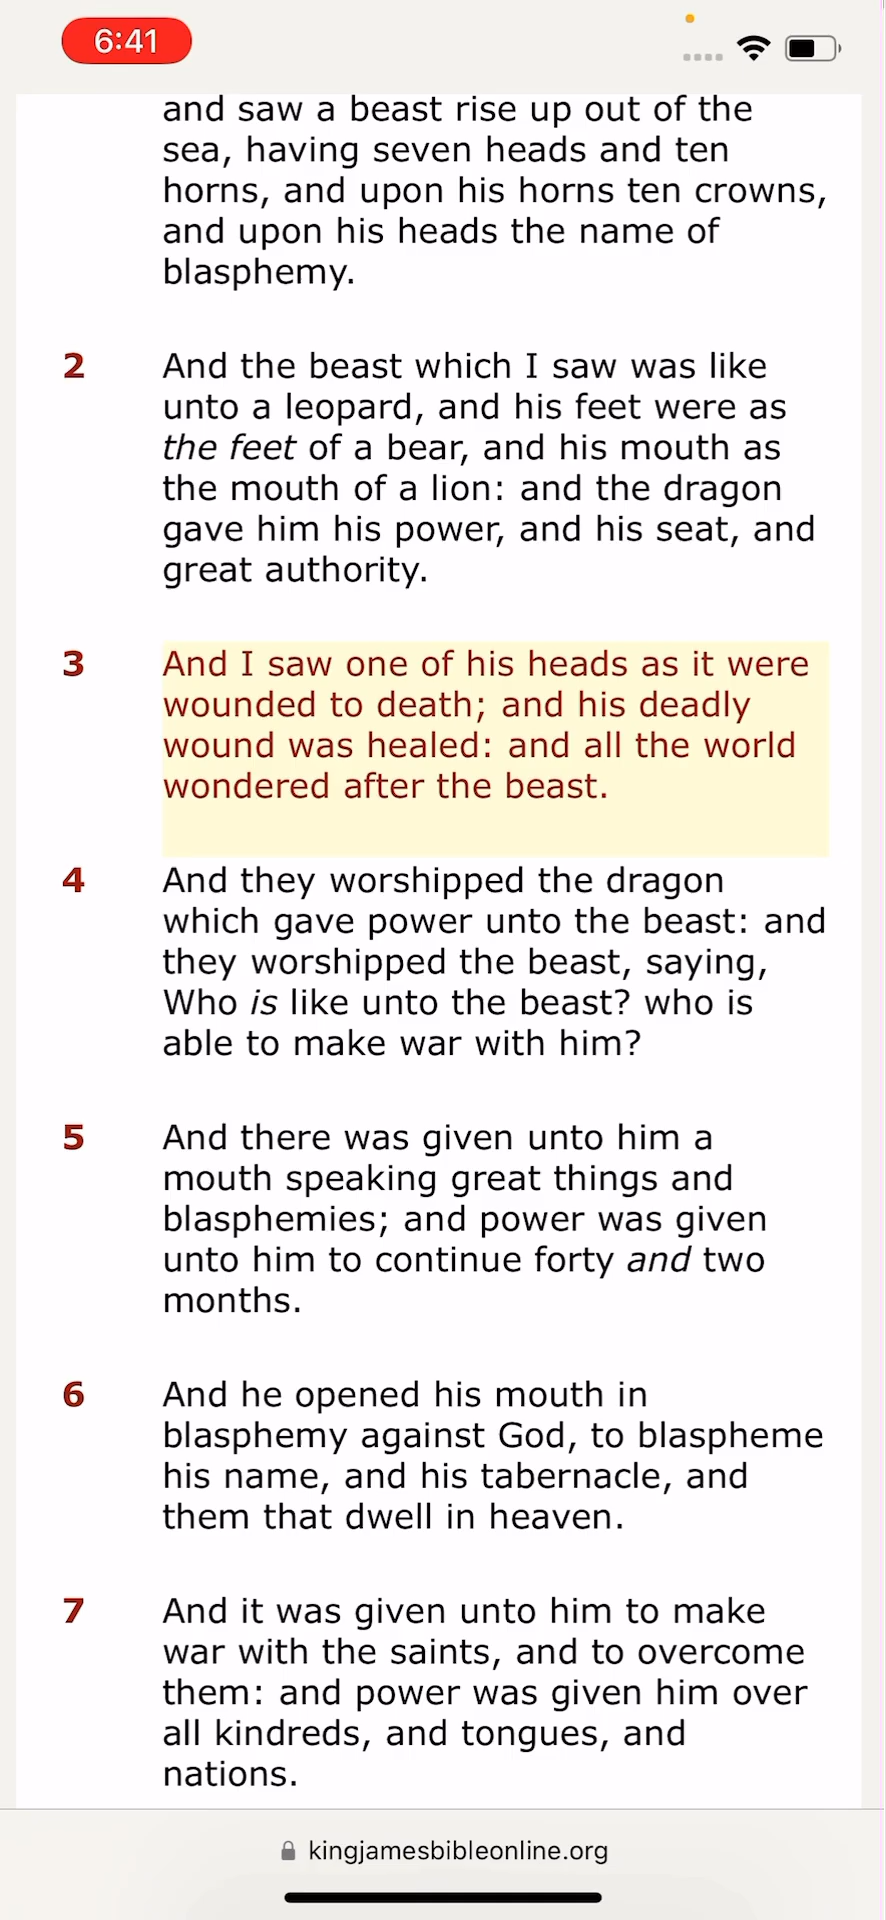 6:41
and saw a beast rise up out of the
sea, having seven heads and ten
horns, and upon his horns ten crowns,
and upon his heads the name of
blasphemy.
2 And the beast which I saw was like
unto a leopard, and his feet were as
the feet of a bear, and his mouth as
the mouth of a lion: and the dragon
gave him his power, and his seat, and
great authority.
3 And I saw one of his heads as it were
wounded to death; and his deadly
wound was healed: and all the world
wondered after the beast.
4 And they worshipped the dragon
which gave power unto the beast: and
they worshipped the beast, saying,
Who is like unto the beast? who is
able to make war with him?
5 And there was given unto him a
mouth speaking great things and
blasphemies; and power was given
unto him to continue forty and two
months.
6 And he opened his mouth in
blasphemy against God, to blaspheme
his name, and his tabernacle, and
them that dwell in heaven.
7 And it was given unto him to make
war with the saints, and to overcome
them: and power was given him over
all kindreds, and tongues, and
nations.
kingjamesbibleonline.org